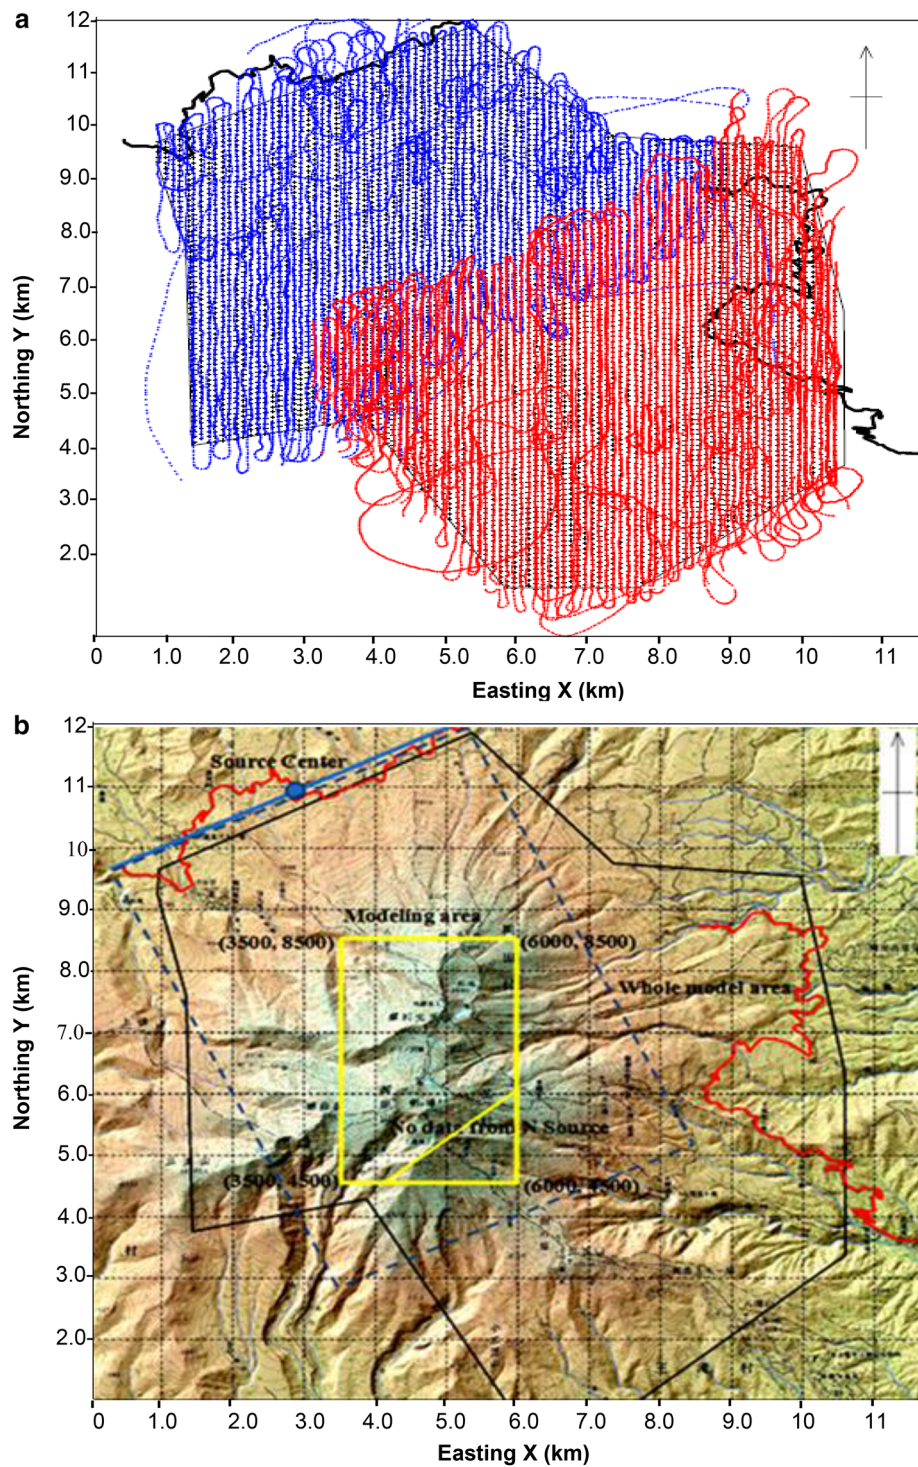 a
12
11
10
9.0
8.0
7.0
6.0
5.0
4.0
3.0
2.0
Northing Y (km)
0 1.0 2.0 3.0 4.0 5.0 6.0 7.0 8.0 9.0 10 11
Easting X (km)
b
12
11
10
9.0
8.0
7.0
6.0
5.0
4.0
3.0
2.0
Northing Y (km)
Source Center
Modeling area
(3500, 8500) (6000, 8500)
Whole model area
No data from N Source
(3500, 4500) (6000, 4500)
村
村
0 1.0 2.0 3.0 4.0 5.0 6.0 7.0 8.0 9.0 10 11
Easting X (km)